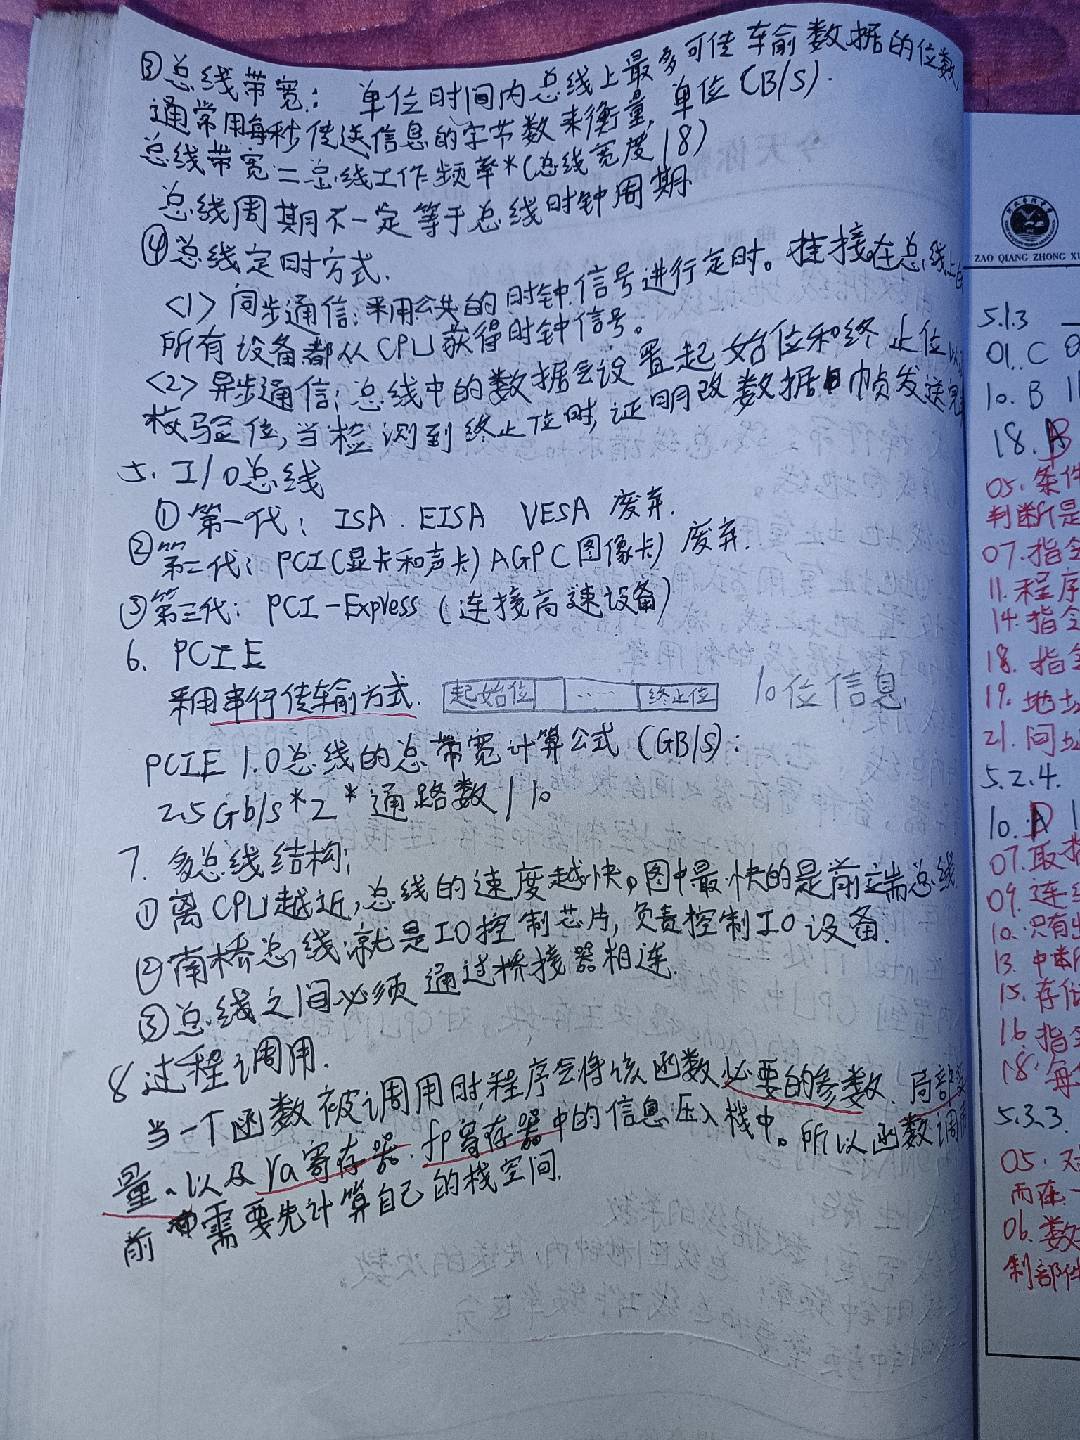 ③总线带宽: 单位时间内总线上最多可传输数据的位数,
通常用每秒传送信息的字节数来衡量,单位(B/S).
总线带宽=总线工作频率*(总线宽度/8)
总线周期不一定等于总线时钟周期
④总线定时方式.
<1>同步通信:采用公共的时钟信号进行定时。挂接在总线上的
所有设备都从CPU获得时钟信号。
<2>异步通信:总线中的数据会设置起始位和终止位
校验位,当检测到终止位时,证明改数据帧发送完
5. I/O总线
①第一代: ISA. EISA VESA 废弃.
②第二代: PCI(显卡和声卡) AGP(图像卡) 废弃.
③第三代: PCI-Express (连接高速设备)
6. PCIE
采用串行传输方式. 起始位 ... 终止位 10位信息
PCIE 1.0总线的总带宽计算公式(GB/S):
2.5Gb/s*2*通路数/10
7. 多总线结构:
①离CPU越近,总线的速度越快。图中最快的是前端总线
②南桥总线就是IO控制芯片,负责控制IO设备.
③总线之间必须通过桥接器相连.
8 过程调用.
当一个函数被调用时,程序会将该函数必要的参数、局部变
量、以及ra寄存器、fp寄存器中的信息压入栈中。所以函数调用
前需要先计算自己的栈空间.
ZAO QIANG ZHONG
5.1.3
01. C
10. B
18. B
05. 条件
判断是
07. 指令
11. 程序
14. 指令
18. 指令
19. 地址
21. 间址
5.2.4.
10. D
07. 取指
09. 连续
10. 只有
13. 中断
15. 存储
16. 指令
18. 每
5.3.3
05. 对
而在
06. 数
制部件